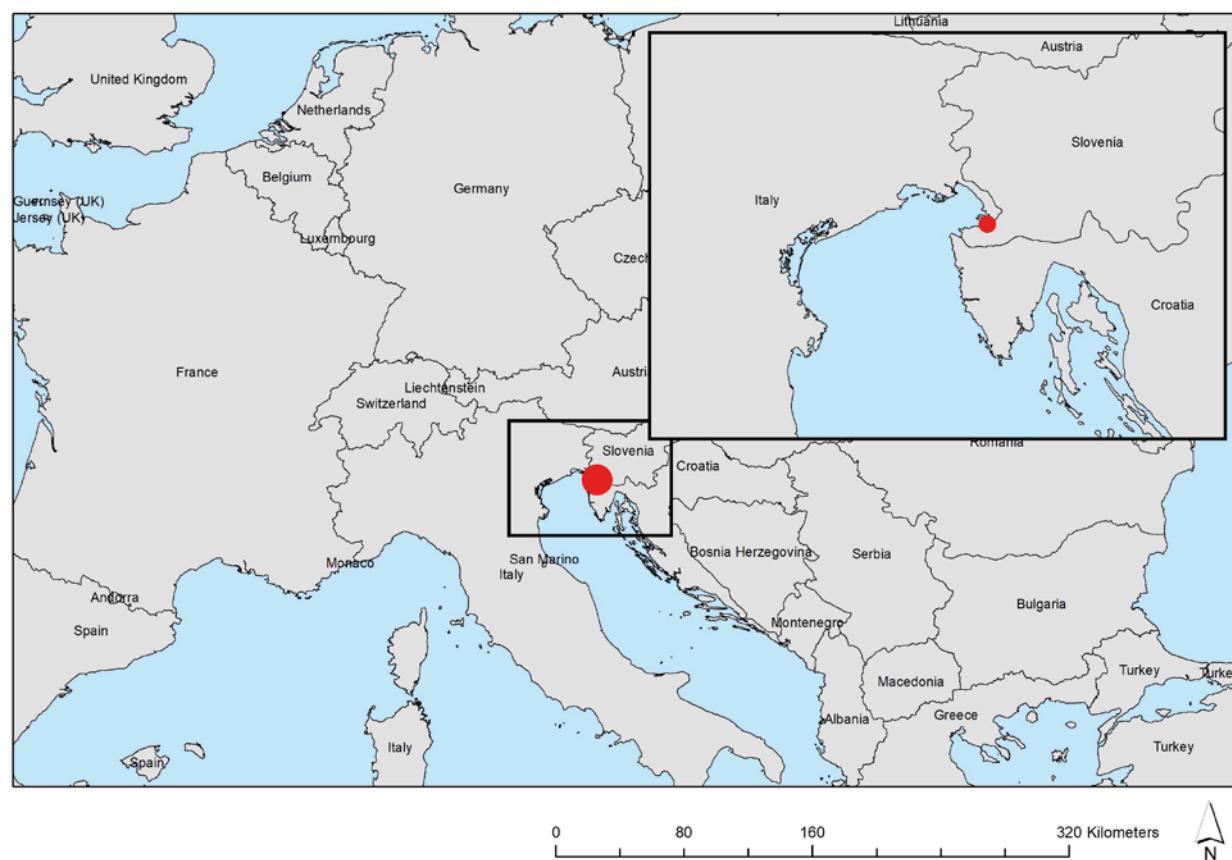 Lithuania
Austria
United Kingdom
Netherlands
Slovenia
Belgium
Germany
Italy
Guernsey (UK)
Jersey (UK)
Luxembourg
Czech
Croatia
France
Austria
Liechtenstein
Switzerland
Romania
Slovenia
Croatia
Bosnia Herzegovina
Serbia
San Marino
Monaco
Italy
Andorra
Bulgaria
Spain
Montenegro
Turkey
Turke
Macedonia
Albania
Greece
Italy
Turkey
Spain
0 80 160 320 Kilometers
N